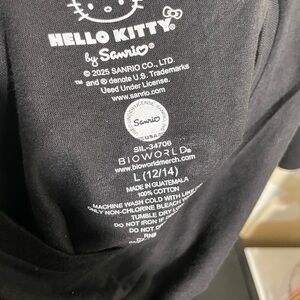 HELLO KITTY®
by Sanrio®
© 2025 SANRIO CO., LTD.
™ and ® denote U.S. Trademarks
Used Under License.
www.sanrio.com
Sanrio
USA
SIL-34706
BIOWORLD®
www.bioworldmerch.com
L (12/14)
MADE IN GUATEMALA
100% COTTON
MACHINE WASH COLD WITH LIKE
ONLY NON-CHLORINE BLEACH
TUMBLE DRY
DO NOT IRON
DO NOT
RN#